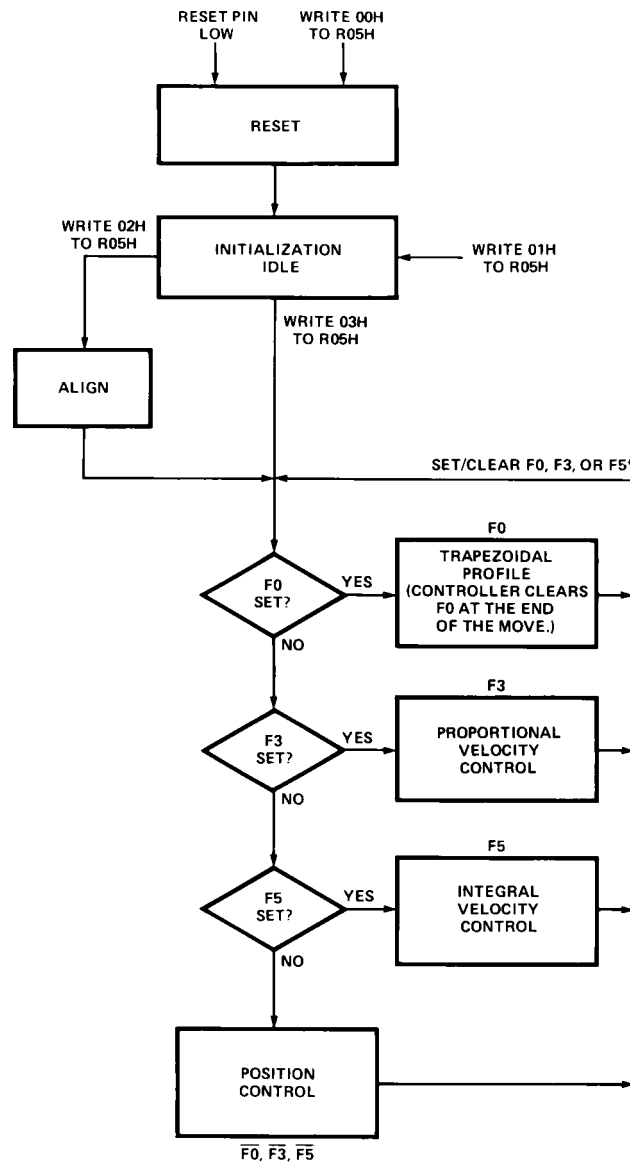 RESET PIN
LOW
WRITE 00H
TO R05H
RESET
WRITE 02H
TO R05H
INITIALIZATION
IDLE
WRITE 01H
TO R05H
WRITE 03H
TO R05H
ALIGN
SET/CLEAR F0, F3, OR F5*
F0
F0
SET?
YES
TRAPEZOIDAL
PROFILE
(CONTROLLER CLEARS
F0 AT THE END
OF THE MOVE.)
NO
F3
F3
SET?
YES
PROPORTIONAL
VELOCITY
CONTROL
NO
F5
F5
SET?
YES
INTEGRAL
VELOCITY
CONTROL
NO
POSITION
CONTROL
F̅0̅, F̅3̅, F̅5̅